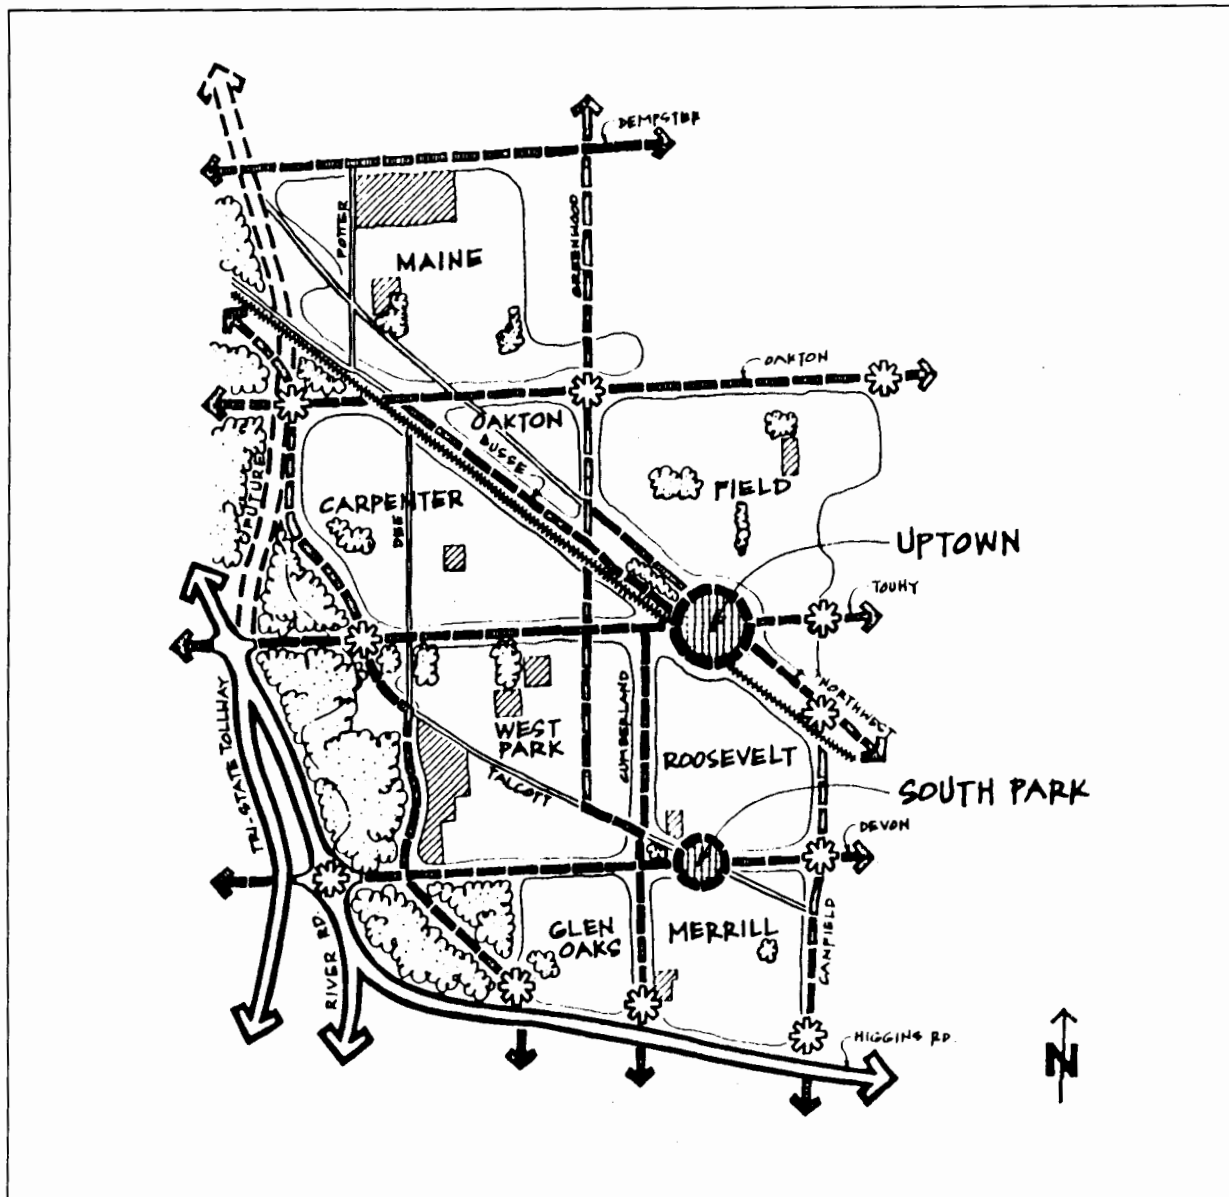 DEMPSTER
POTTER
GREENWOOD
MAINE
OAKTON
OAKTON
BUSSE
FUTURE
CARPENTER
DEE
FIELD
UPTOWN
TOUHY
TRI STATE TOLLWAY
WEST
PARK
CUMBERLAND
NORTHWEST
ROOSEVELT
TALCOTT
SOUTH PARK
DEVON
RIVER RD.
GLEN
OAKS
MERRILL
CANFIELD
HIGGINS RD.
N